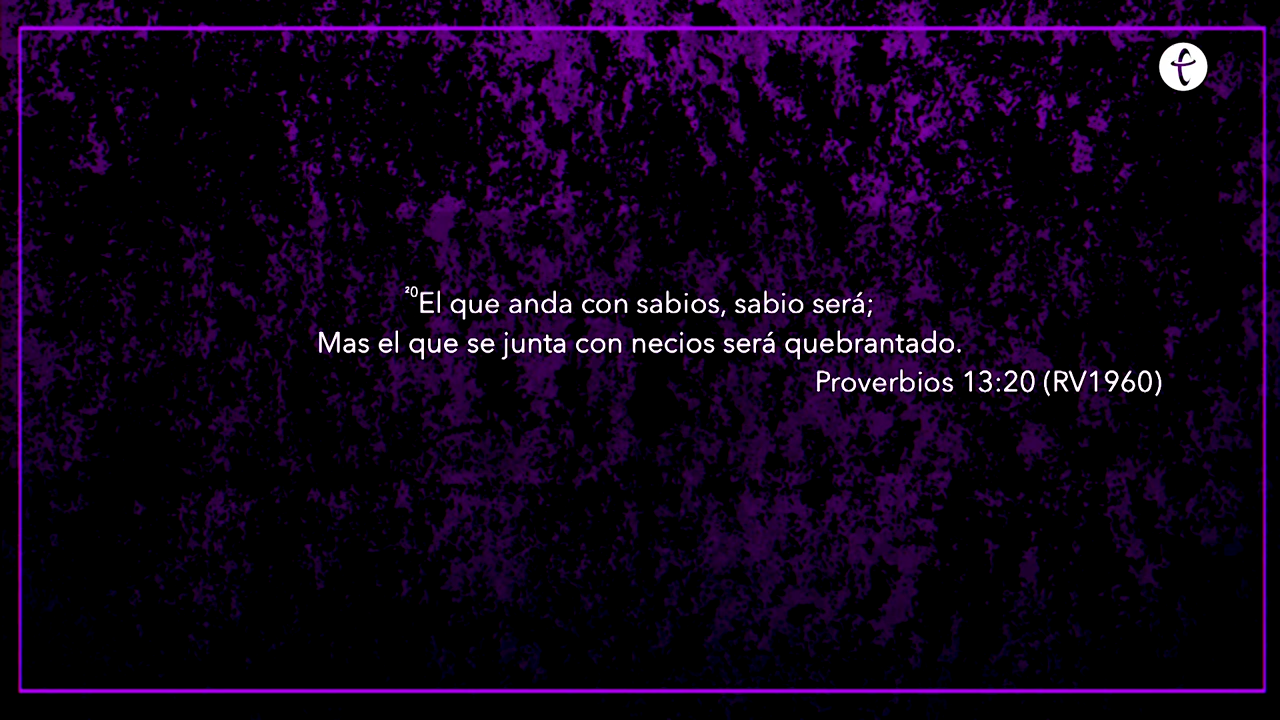 ²⁰El que anda con sabios, sabio será;
Mas el que se junta con necios será quebrantado.
Proverbios 13:20 (RV1960)